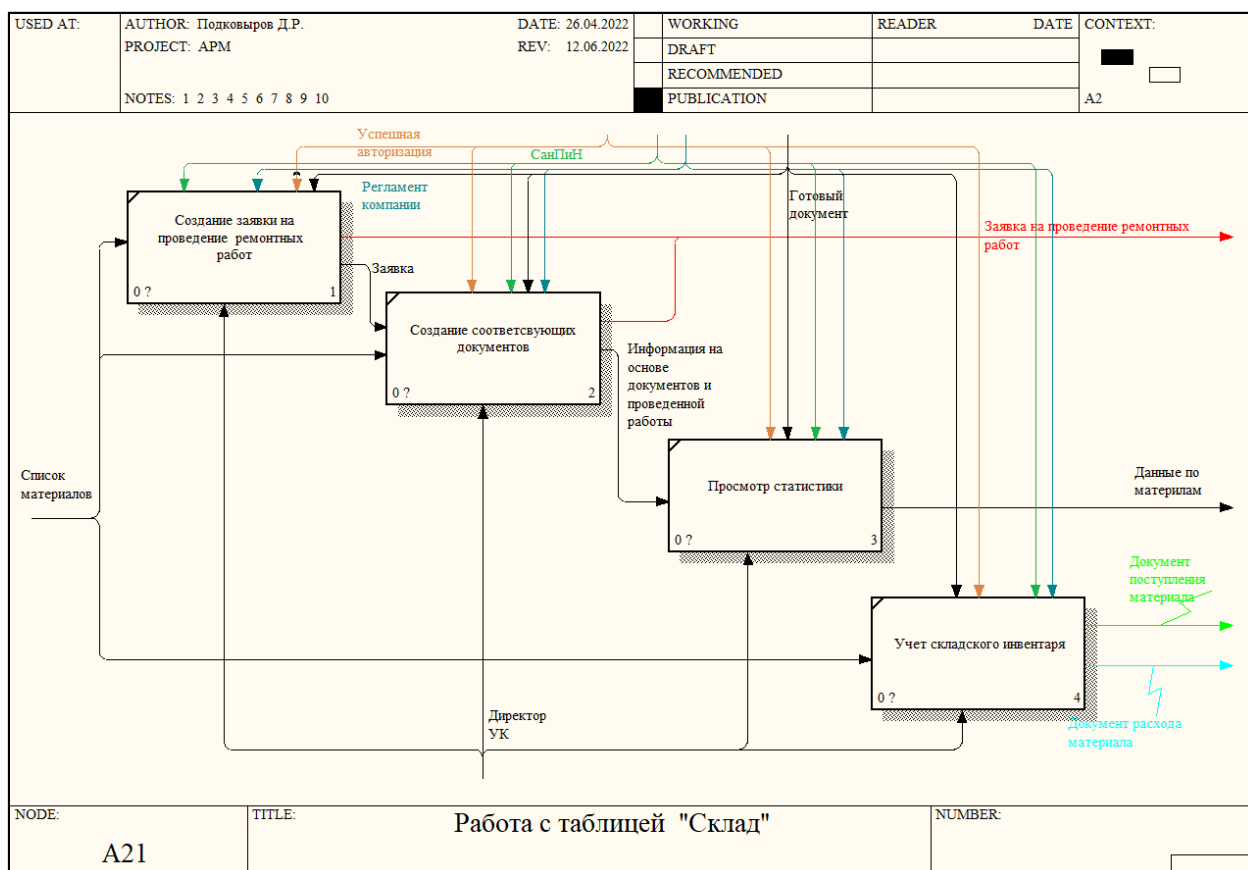 USED AT:
AUTHOR: Подковыров Д.Р.
DATE: 26.04.2022
PROJECT: АРМ
REV: 12.06.2022
NOTES: 1 2 3 4 5 6 7 8 9 10
WORKING
DRAFT
RECOMMENDED
PUBLICATION
READER
DATE
CONTEXT:
A2
Успешная
авторизация
СанПиН
Регламент
компании
Готовый
документ
Создание заявки на
проведение ремонтных
работ
0 ?
1
Заявка на проведение ремонтных
работ
Заявка
Создание соответсвующих
документов
0 ?
2
Информация на
основе
документов и
проведенной
работы
Просмотр статистики
0 ?
3
Список
материалов
Данные по
материлам
Документ
поступления
материала
Учет складского инвентаря
0 ?
4
Документ расхода
материала
Директор
УК
NODE:
A21
TITLE:
Работа с таблицей "Склад"
NUMBER: